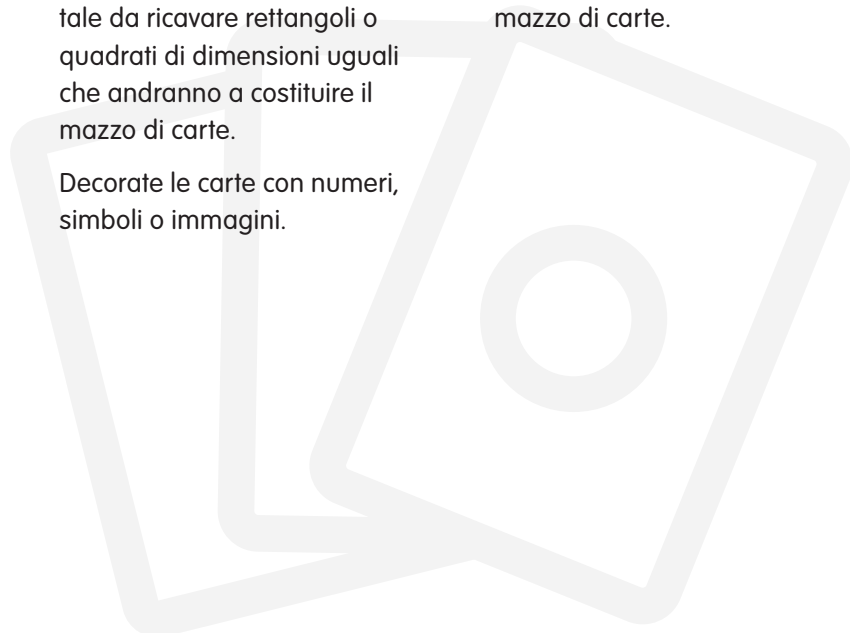 tale da ricavare rettangoli o
quadrati di dimensioni uguali
che andranno a costituire il
mazzo di carte.
Decorate le carte con numeri,
simboli o immagini.
mazzo di carte.